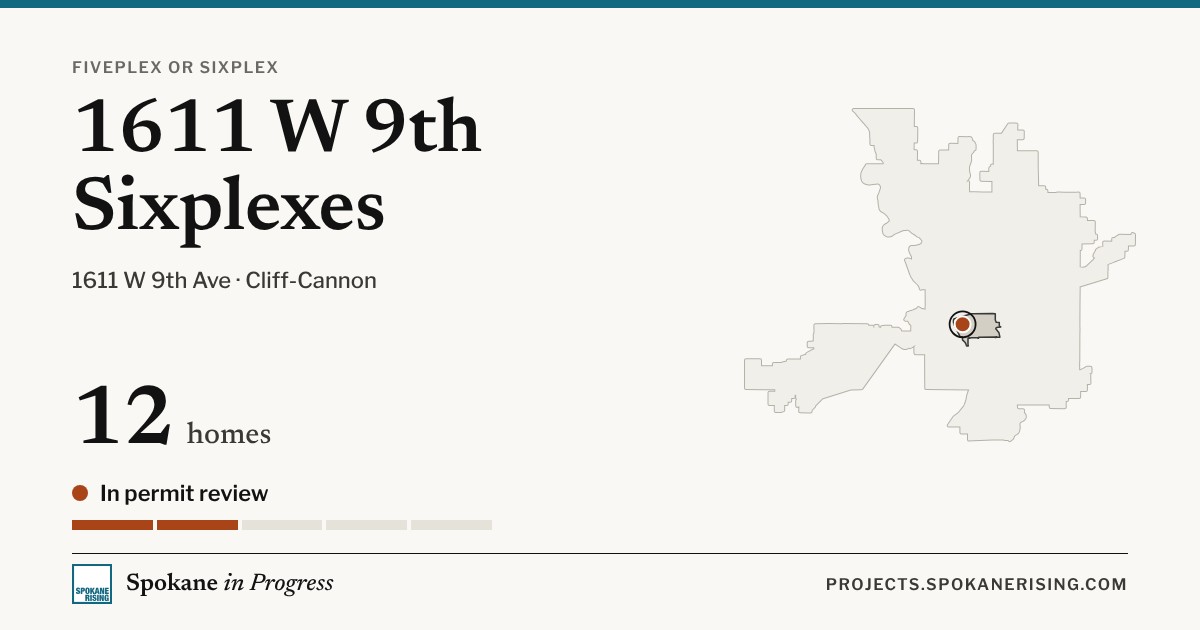 FIVEPLEX OR SIXPLEX
1611 W 9th
Sixplexes
1611 W 9th Ave · Cliff-Cannon
12 homes
In permit review
SPOKANE
RISING
Spokane in Progress
PROJECTS.SPOKANERISING.COM